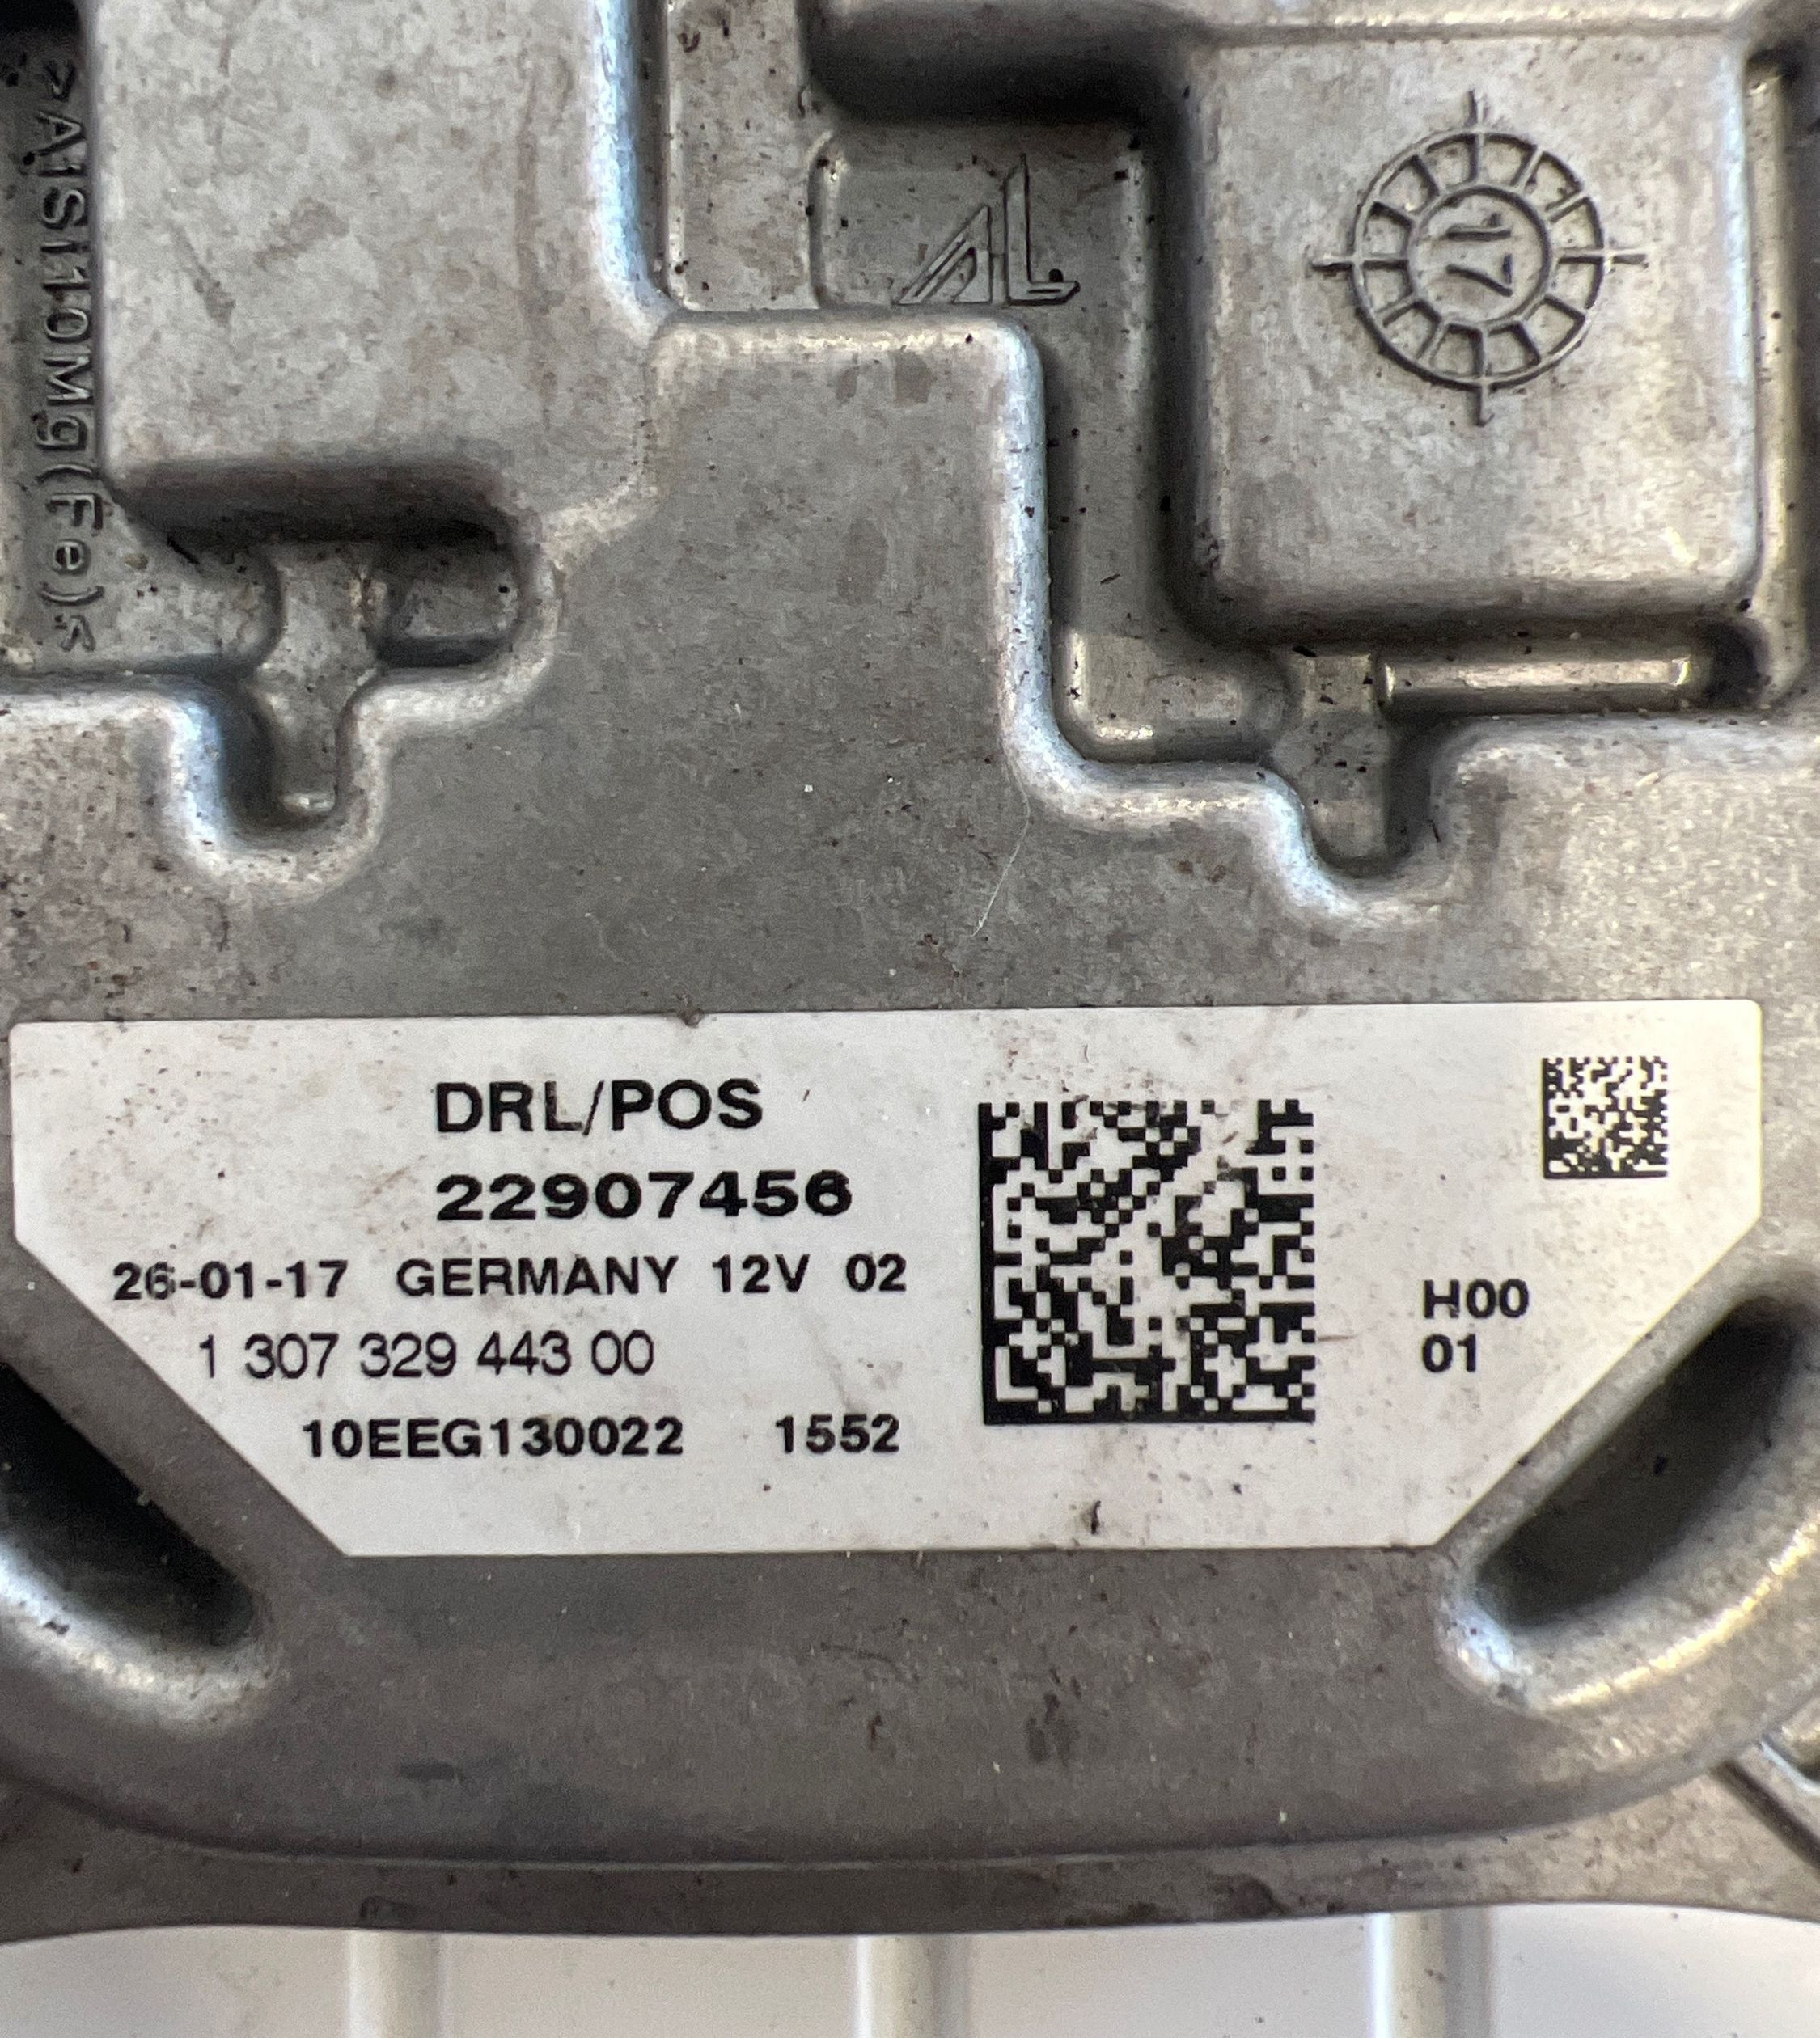 >AlSi10Mg(Fe)<
AL
17
DRL/POS
22907456
26-01-17 GERMANY 12V 02
1 307 329 443 00
10EEG130022 1552
H00
01